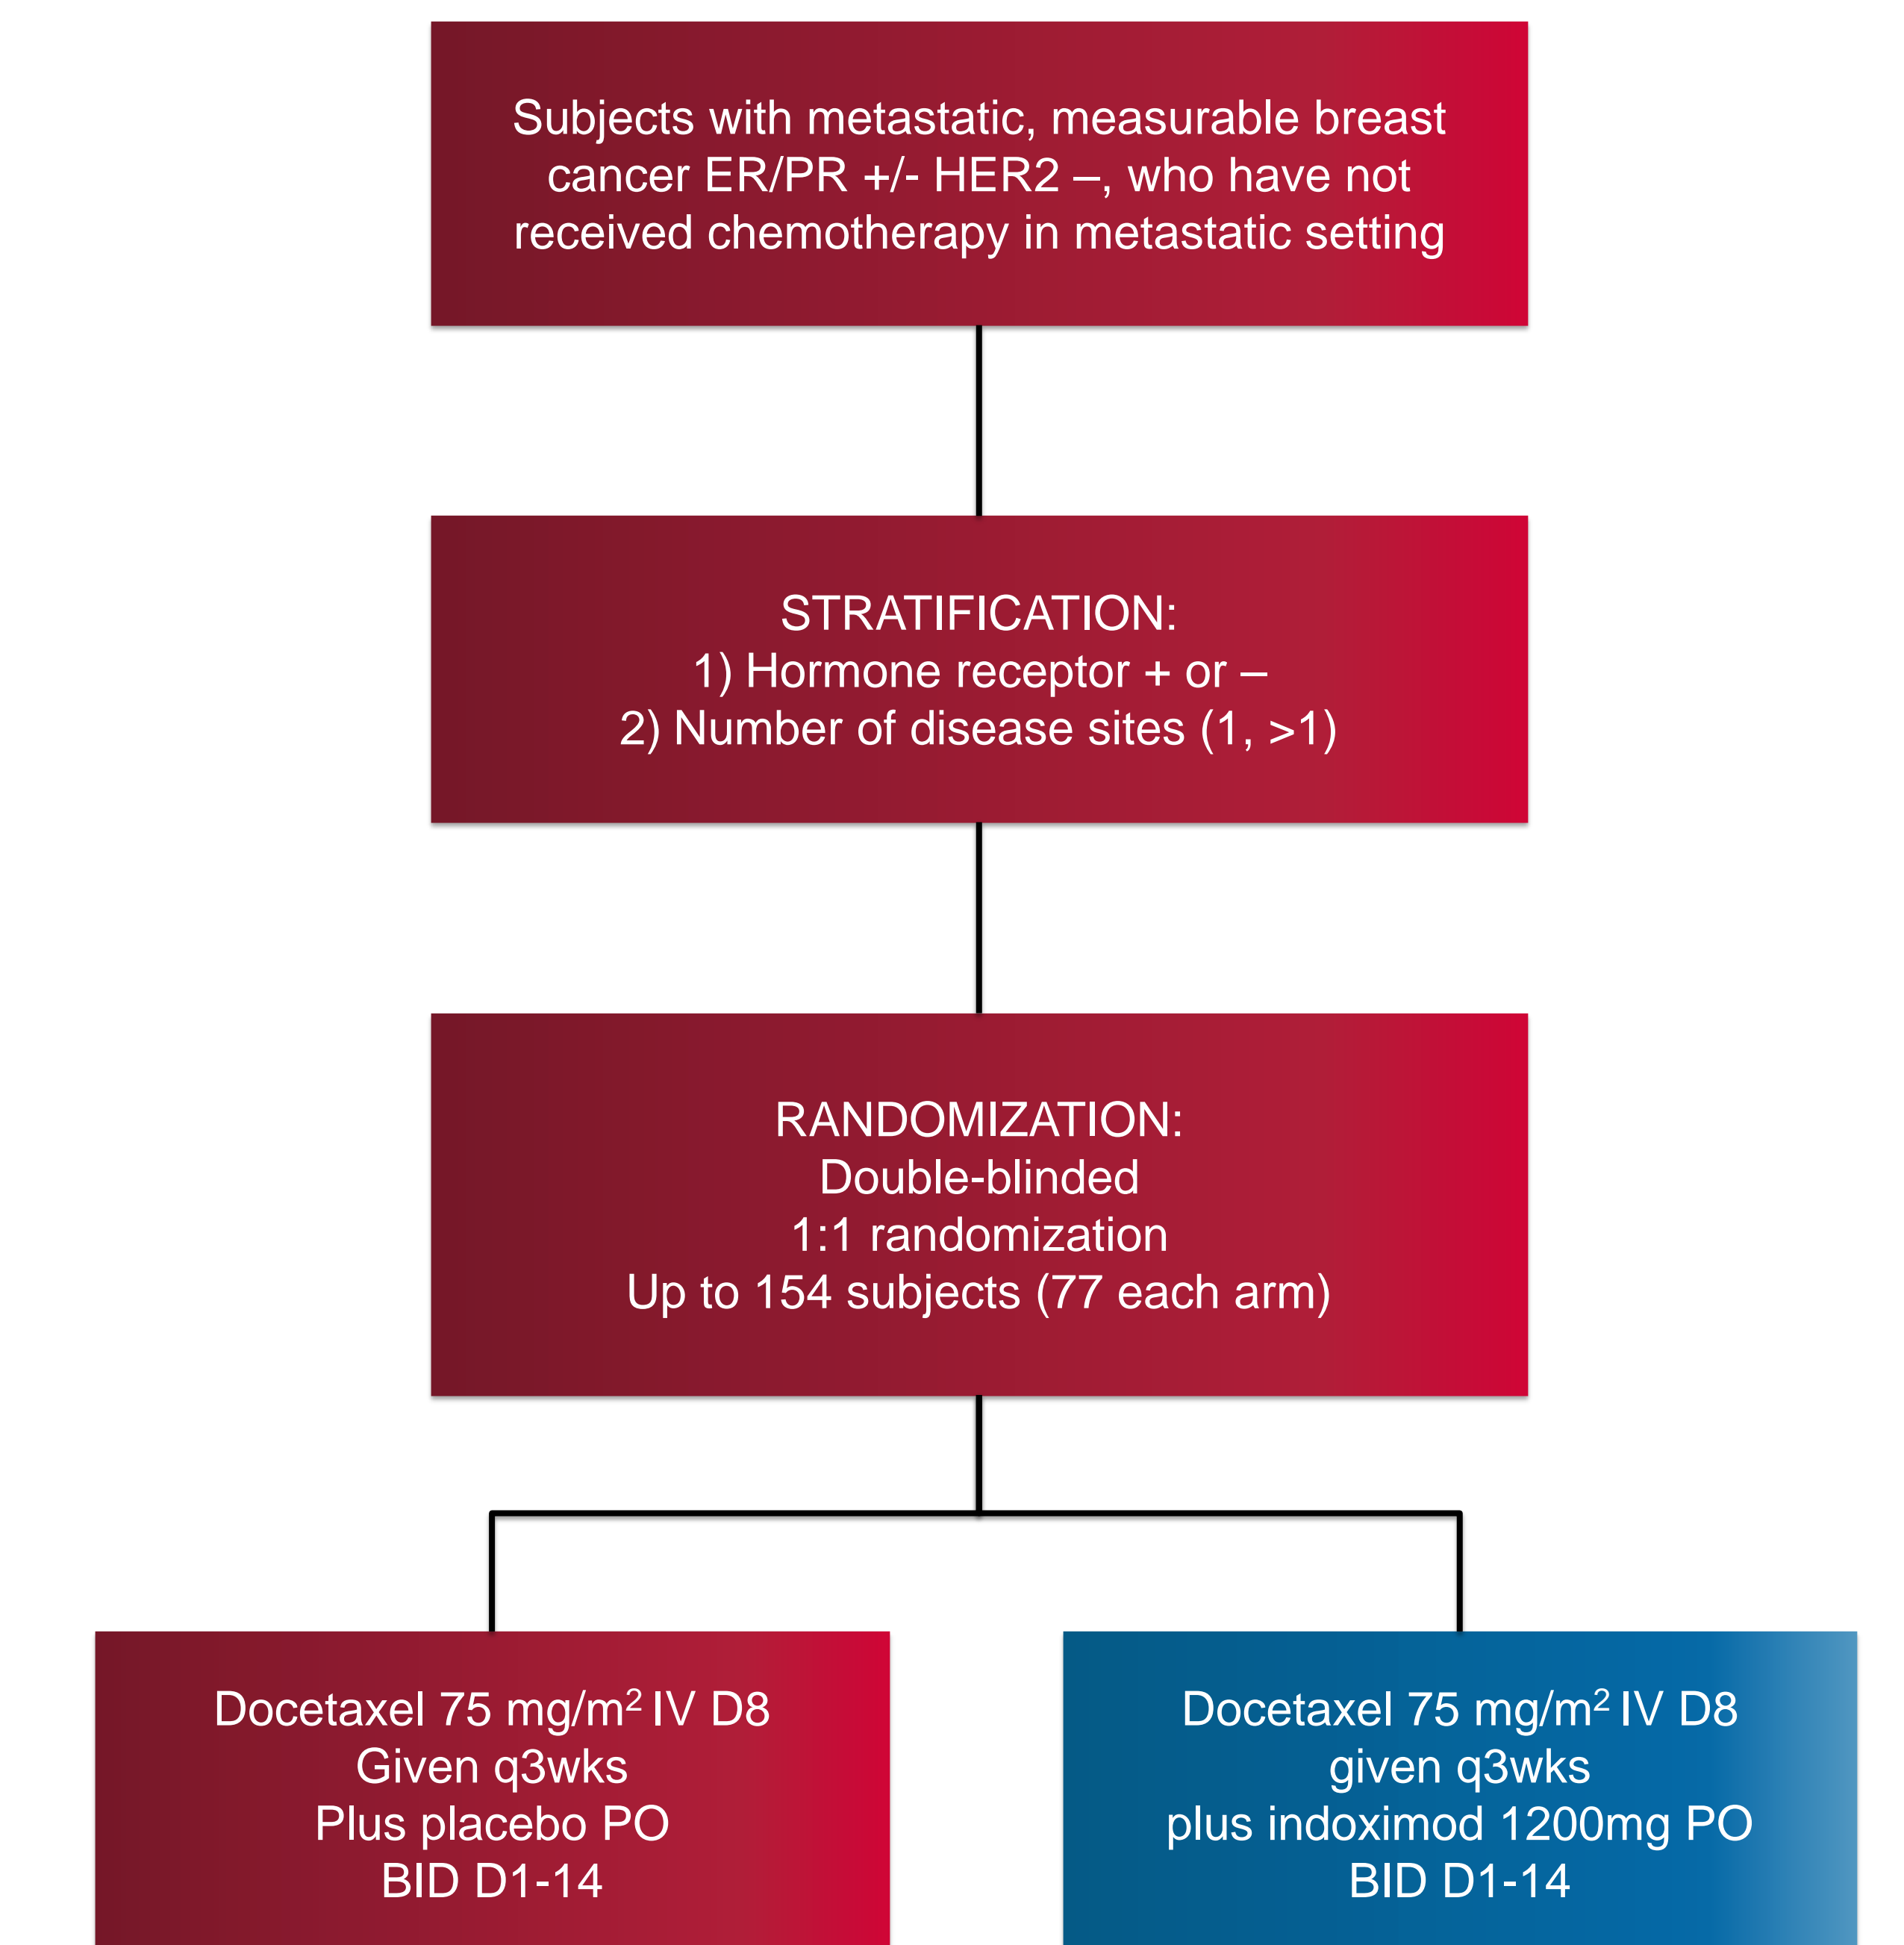 Subjects with metastatic, measurable breast
cancer ER/PR +/- HER2 –, who have not
received chemotherapy in metastatic setting
STRATIFICATION:
1) Hormone receptor + or –
2) Number of disease sites (1, >1)
RANDOMIZATION:
Double-blinded
1:1 randomization
Up to 154 subjects (77 each arm)
Docetaxel 75 mg/m² IV D8
Given q3wks
Plus placebo PO
BID D1-14
Docetaxel 75 mg/m² IV D8
given q3wks
plus indoximod 1200mg PO
BID D1-14